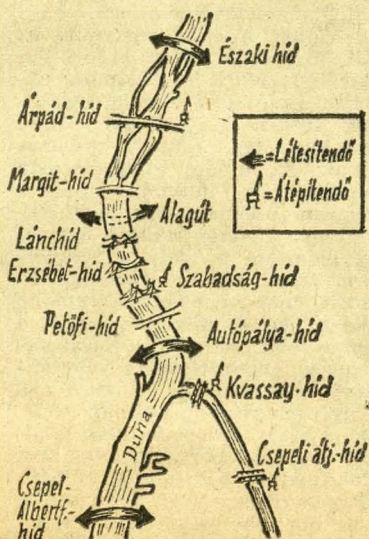 Északi híd
Árpád-híd
=Létesítendő
=Átépítendő
Margit-híd
Alagút
Lánchíd
Erzsébet-híd
Szabadság-híd
Petőfi-híd
Autópálya-híd
Kvassay-híd
Duna
Csepeli átj.-híd
Csepel-
Albertf.-
híd